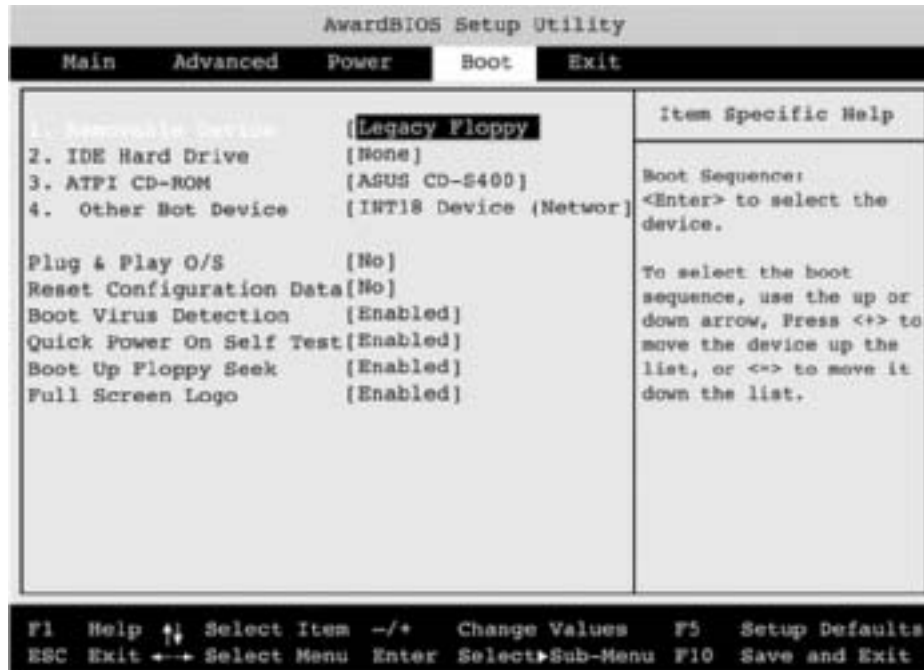 AwardBIOS Setup Utility
Main Advanced Power Boot Exit
1. Removable Device [Legacy Floppy
2. IDE Hard Drive [None]
3. ATPI CD-ROM [ASUS CD-S400]
4. Other Bot Device [INT18 Device (Networ]
Plug & Play O/S [No]
Reset Configuration Data[No]
Boot Virus Detection [Enabled]
Quick Power On Self Test[Enabled]
Boot Up Floppy Seek [Enabled]
Full Screen Logo [Enabled]
Item Specific Help
Boot Sequence:
<Enter> to select the
device.
To select the boot
sequence, use the up or
down arrow, Press <+> to
move the device up the
list, or <-> to move it
down the list.
F1 Help ↑↓ Select Item -/+ Change Values F5 Setup Defaults
ESC Exit ←→ Select Menu Enter Select▶Sub-Menu F10 Save and Exit